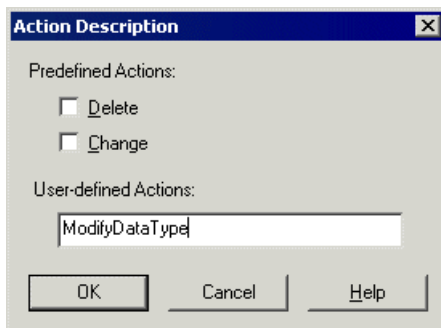 Action Description
Predefined Actions:
Delete
Change
User-defined Actions:
ModifyDataType
OK Cancel Help